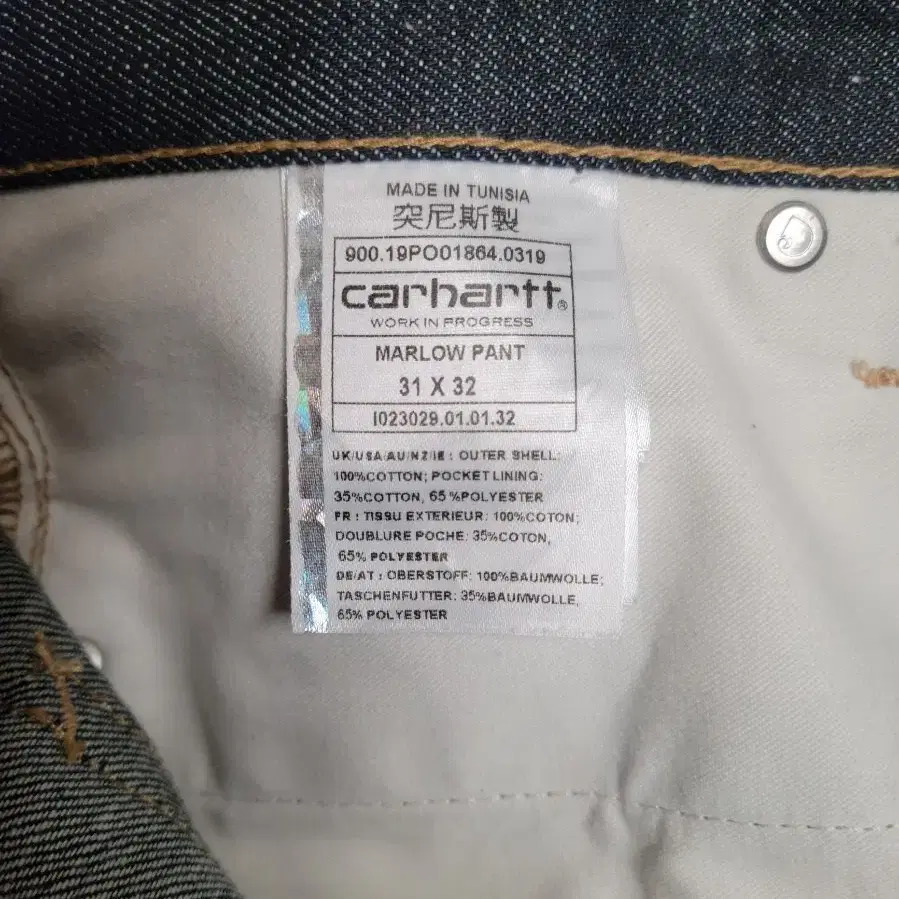 MADE IN TUNISIA
突尼斯製
900.19PO01864.0319
carhartt®
WORK IN PROGRESS
MARLOW PANT
31 X 32
I023029.01.01.32
UK/USA/AU/NZ/IE : OUTER SHELL:
100%COTTON; POCKET LINING:
35%COTTON, 65%POLYESTER
FR : TISSU EXTERIEUR: 100%COTON;
DOUBLURE POCHE: 35%COTON,
65% POLYESTER
DE/AT : OBERSTOFF: 100%BAUMWOLLE;
TASCHENFUTTER: 35%BAUMWOLLE,
65% POLYESTER